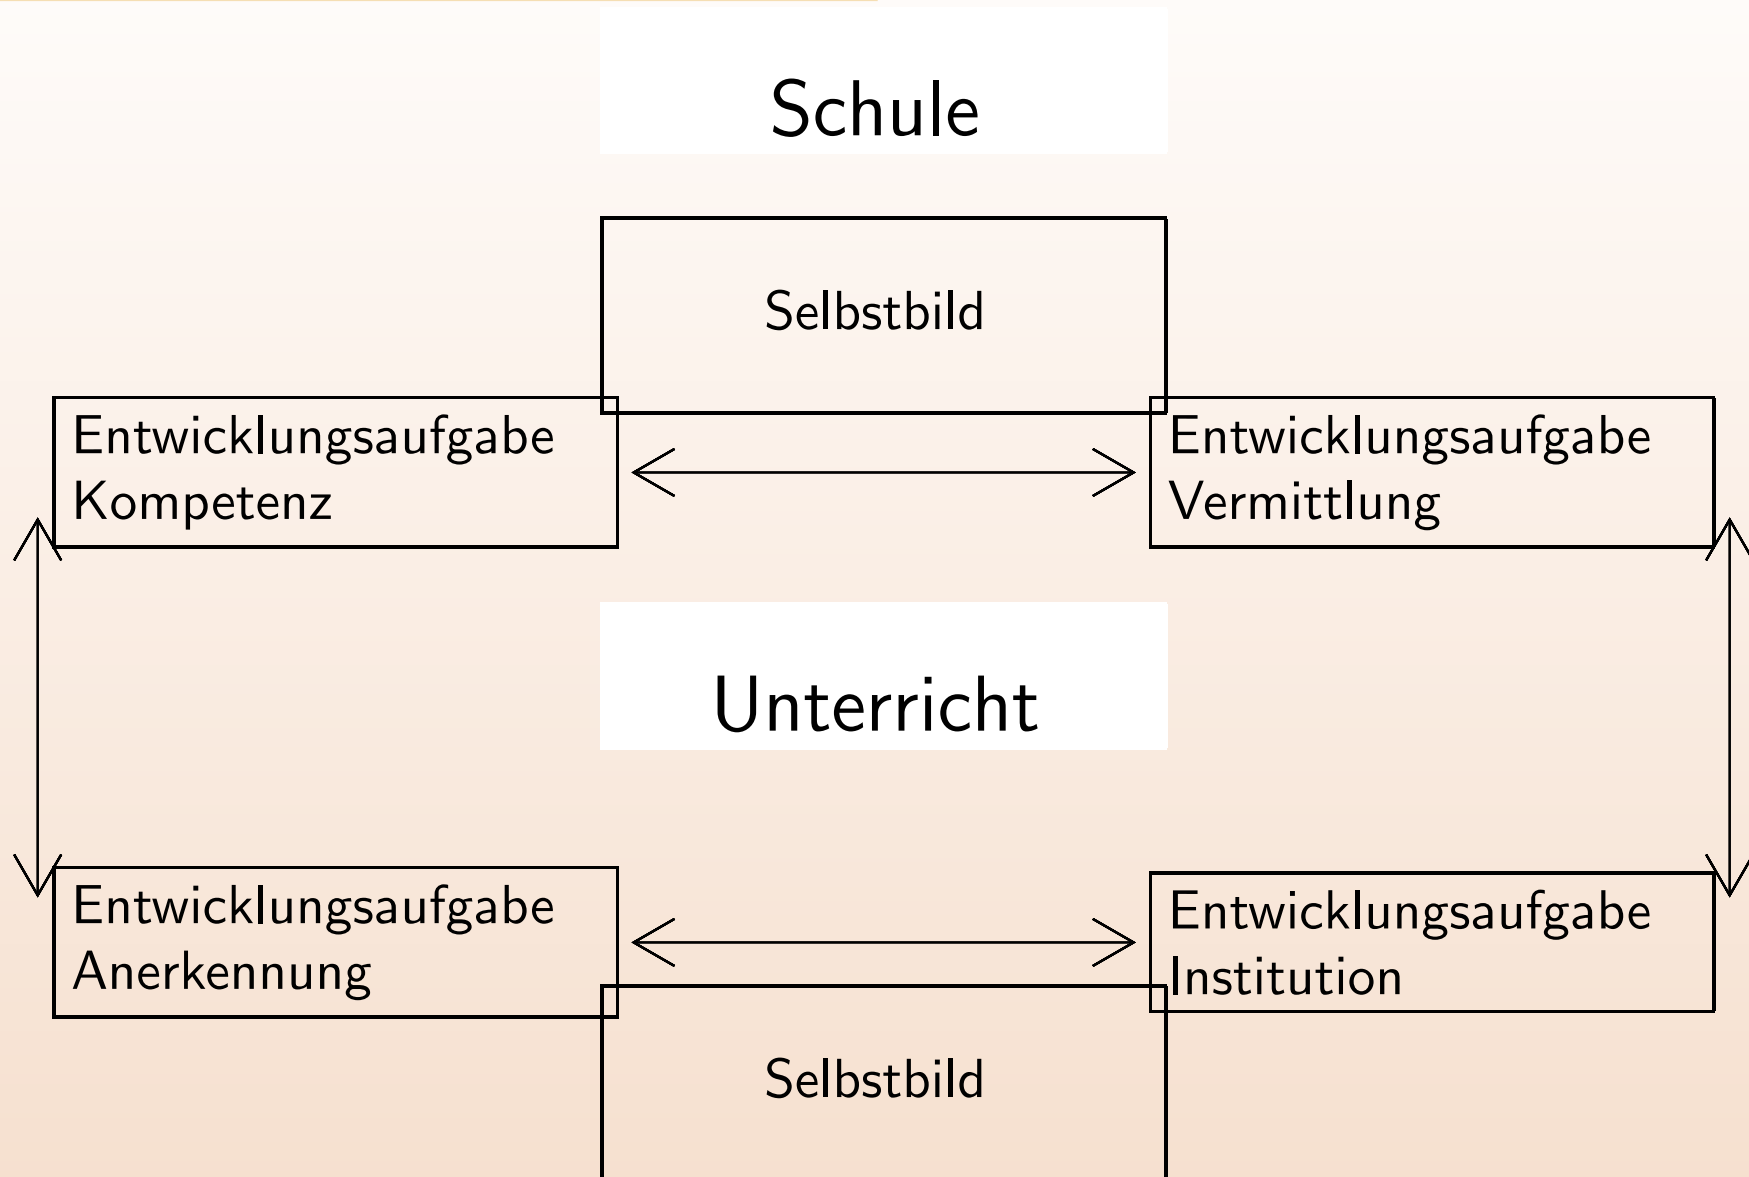 Schule
Selbstbild
Entwicklungsaufgabe
Kompetenz
Entwicklungsaufgabe
Vermittlung
Unterricht
Entwicklungsaufgabe
Anerkennung
Entwicklungsaufgabe
Institution
Selbstbild